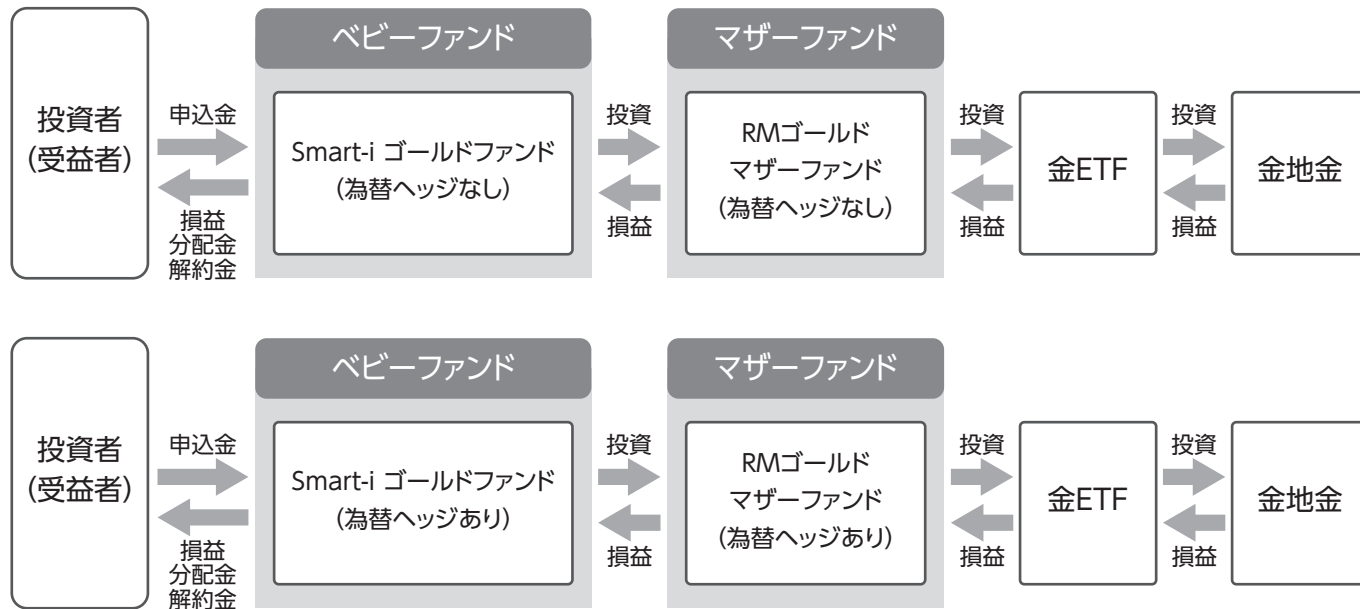 ベビーファンド
マザーファンド
投資者
(受益者)
申込金
損益
分配金
解約金
Smart-i ゴールドファンド
(為替ヘッジなし)
投資
損益
RMゴールド
マザーファンド
(為替ヘッジなし)
投資
損益
金ETF
投資
損益
金地金
ベビーファンド
マザーファンド
投資者
(受益者)
申込金
損益
分配金
解約金
Smart-i ゴールドファンド
(為替ヘッジあり)
投資
損益
RMゴールド
マザーファンド
(為替ヘッジあり)
投資
損益
金ETF
投資
損益
金地金